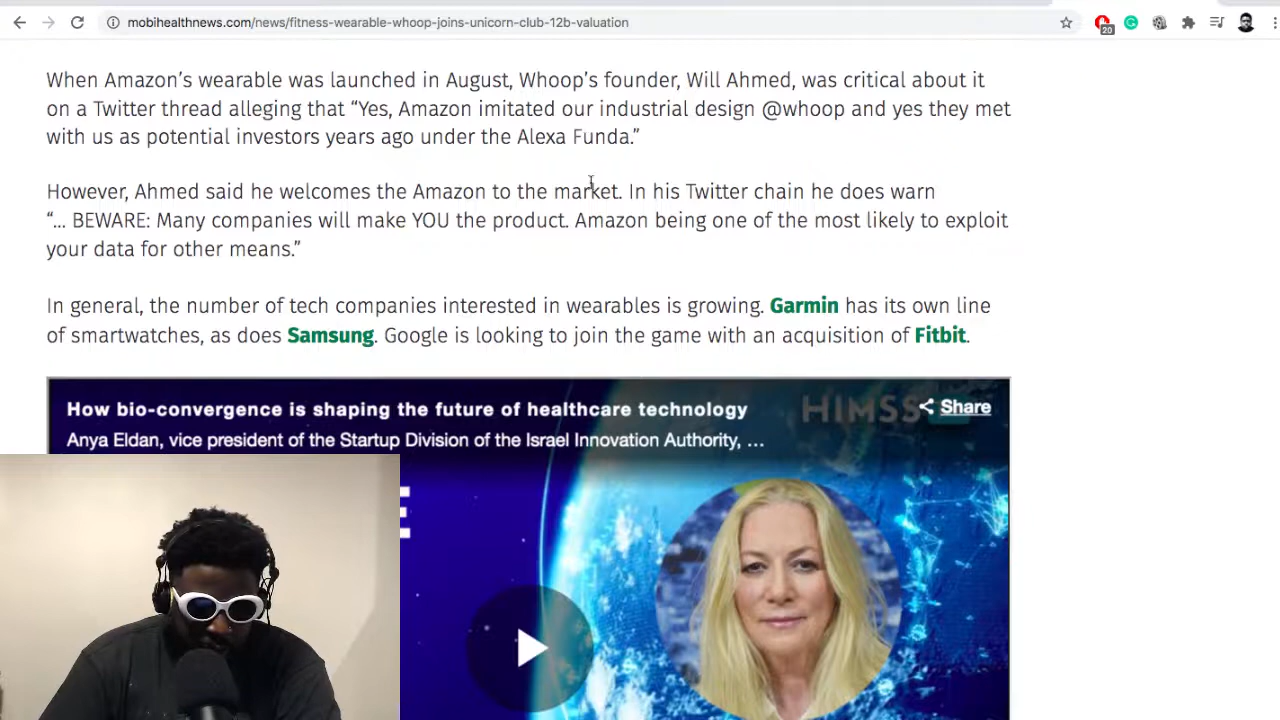 mobihealthnews.com/news/fitness-wearable-whoop-joins-unicorn-club-12b-valuation
20
When Amazon’s wearable was launched in August, Whoop’s founder, Will Ahmed, was critical about it
on a Twitter thread alleging that “Yes, Amazon imitated our industrial design @whoop and yes they met
with us as potential investors years ago under the Alexa Funda.”
However, Ahmed said he welcomes the Amazon to the market. In his Twitter chain he does warn
“... BEWARE: Many companies will make YOU the product. Amazon being one of the most likely to exploit
your data for other means.”
In general, the number of tech companies interested in wearables is growing. Garmin has its own line
of smartwatches, as does Samsung. Google is looking to join the game with an acquisition of Fitbit.
How bio-convergence is shaping the future of healthcare technology
HIMSS
Share
Anya Eldan, vice president of the Startup Division of the Israel Innovation Authority, ...